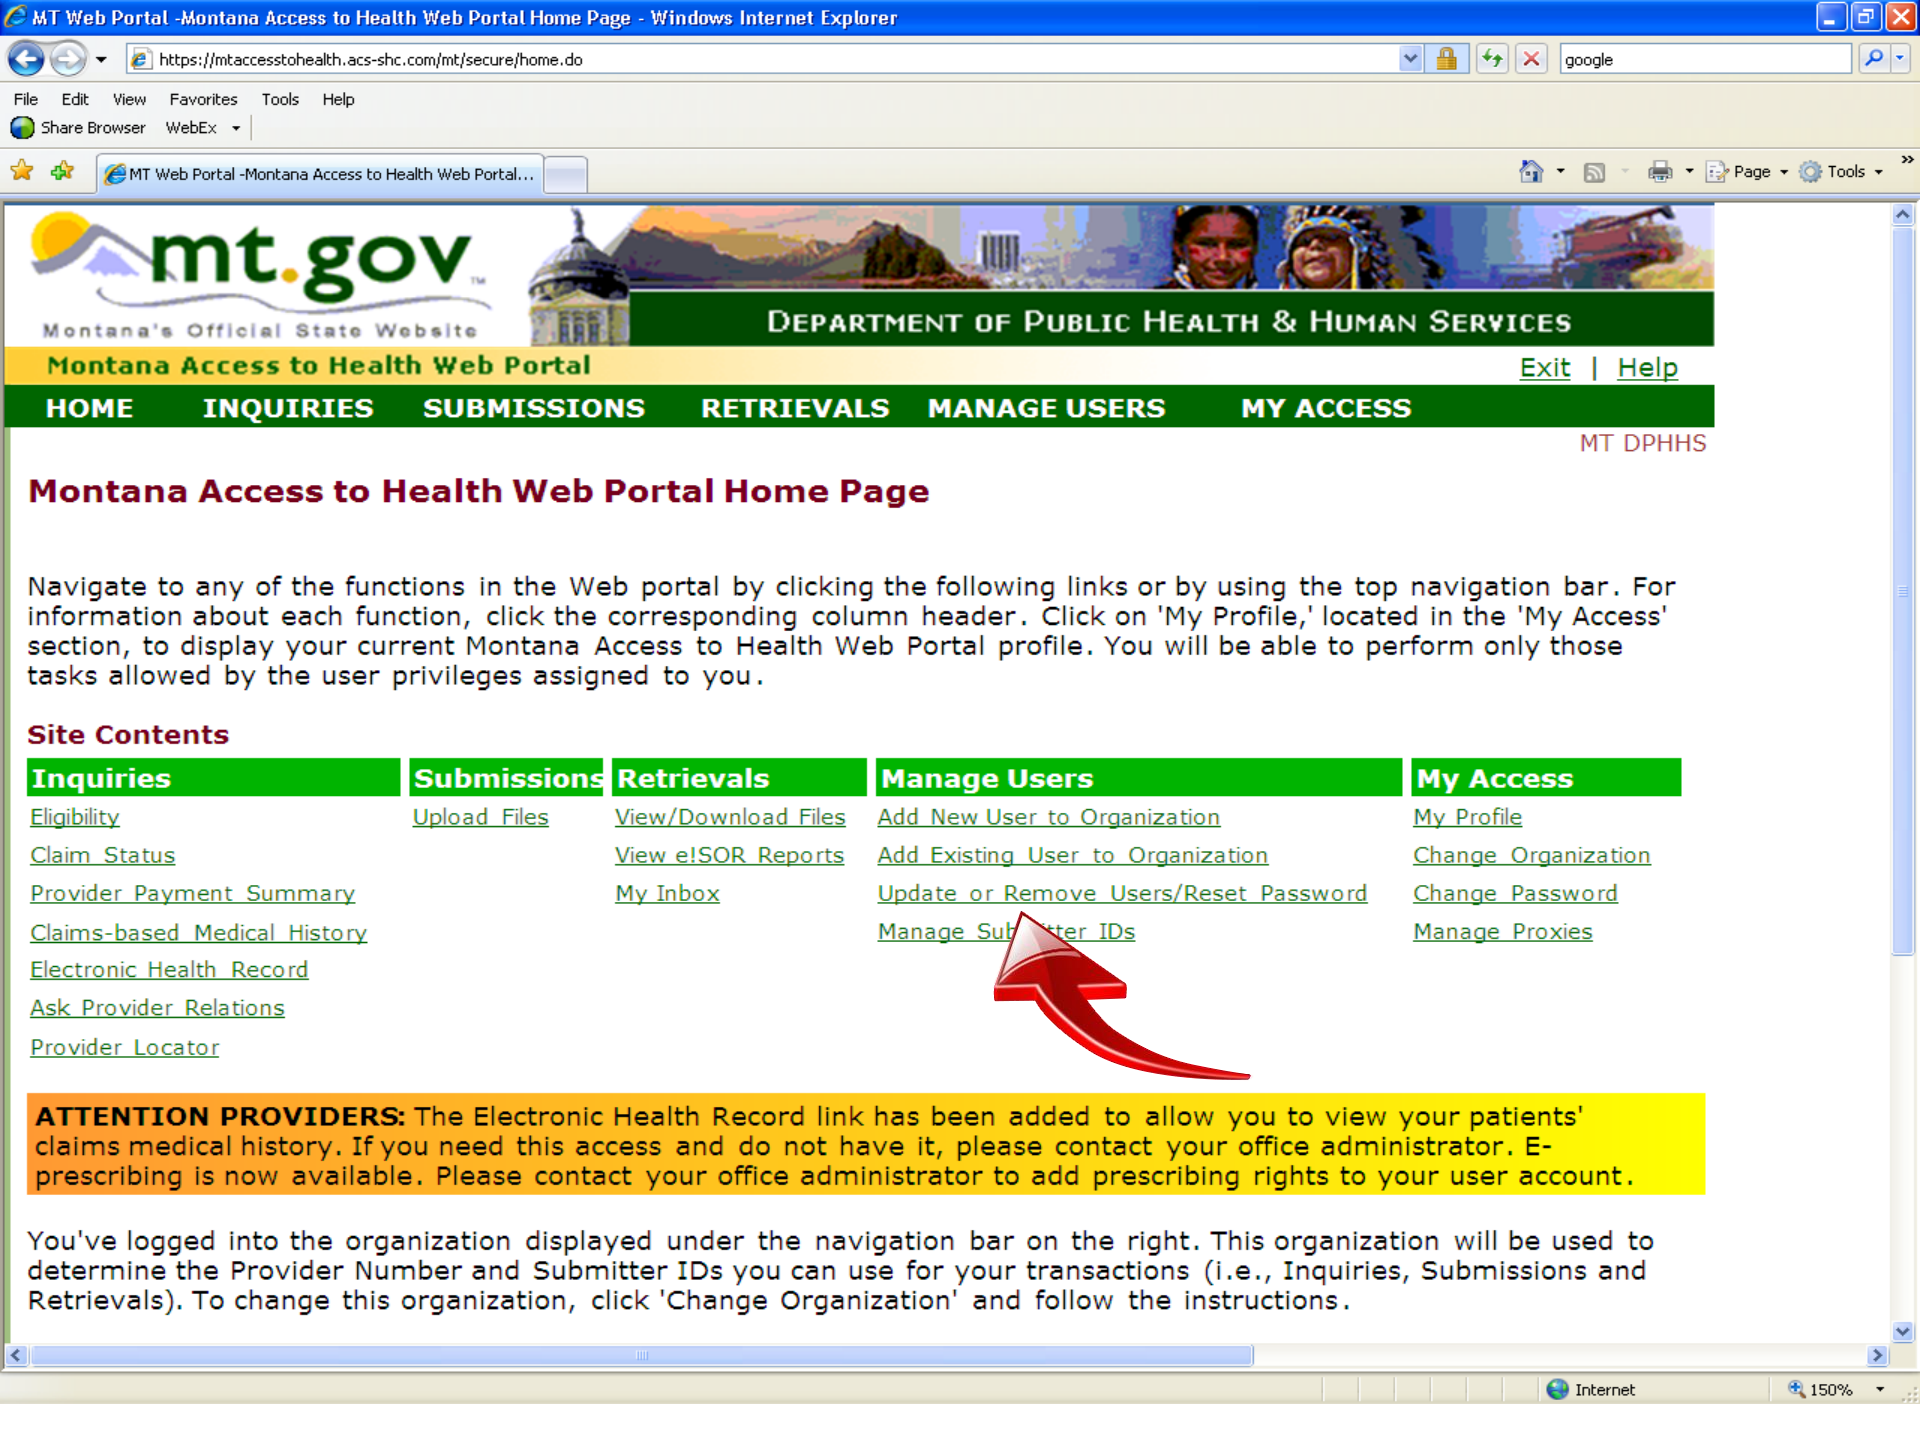 MT Web Portal -Montana Access to Health Web Portal Home Page - Windows Internet Explorer
https://mtaccesstohealth.acs-shc.com/mt/secure/home.do
google
File Edit View Favorites Tools Help
Share Browser WebEx
MT Web Portal -Montana Access to Health Web Portal...
Page Tools »
mt.gov ™
Montana's Official State Website
DEPARTMENT OF PUBLIC HEALTH & HUMAN SERVICES
Montana Access to Health Web Portal
Exit | Help
HOME INQUIRIES SUBMISSIONS RETRIEVALS MANAGE USERS MY ACCESS
MT DPHHS
Montana Access to Health Web Portal Home Page
Navigate to any of the functions in the Web portal by clicking the following links or by using the top navigation bar. For
information about each function, click the corresponding column header. Click on 'My Profile,' located in the 'My Access'
section, to display your current Montana Access to Health Web Portal profile. You will be able to perform only those
tasks allowed by the user privileges assigned to you.
Site Contents
Inquiries Submissions Retrievals Manage Users My Access
Eligibility Upload Files View/Download Files Add New User to Organization My Profile
Claim Status View e!SOR Reports Add Existing User to Organization Change Organization
Provider Payment Summary My Inbox Update or Remove Users/Reset Password Change Password
Claims-based Medical History Manage IDs Manage Proxies
Electronic Health Record
Ask Provider Relations
Provider Locator
ATTENTION PROVIDERS: The Electronic Health Record link has been added to allow you to view your patients'
claims medical history. If you need this access and do not have it, please contact your office administrator. E-
prescribing is now available. Please contact your office administrator to add prescribing rights to your user account.
You've logged into the organization displayed under the navigation bar on the right. This organization will be used to
determine the Provider Number and Submitter IDs you can use for your transactions (i.e., Inquiries, Submissions and
Retrievals). To change this organization, click 'Change Organization' and follow the instructions.
Internet 150%